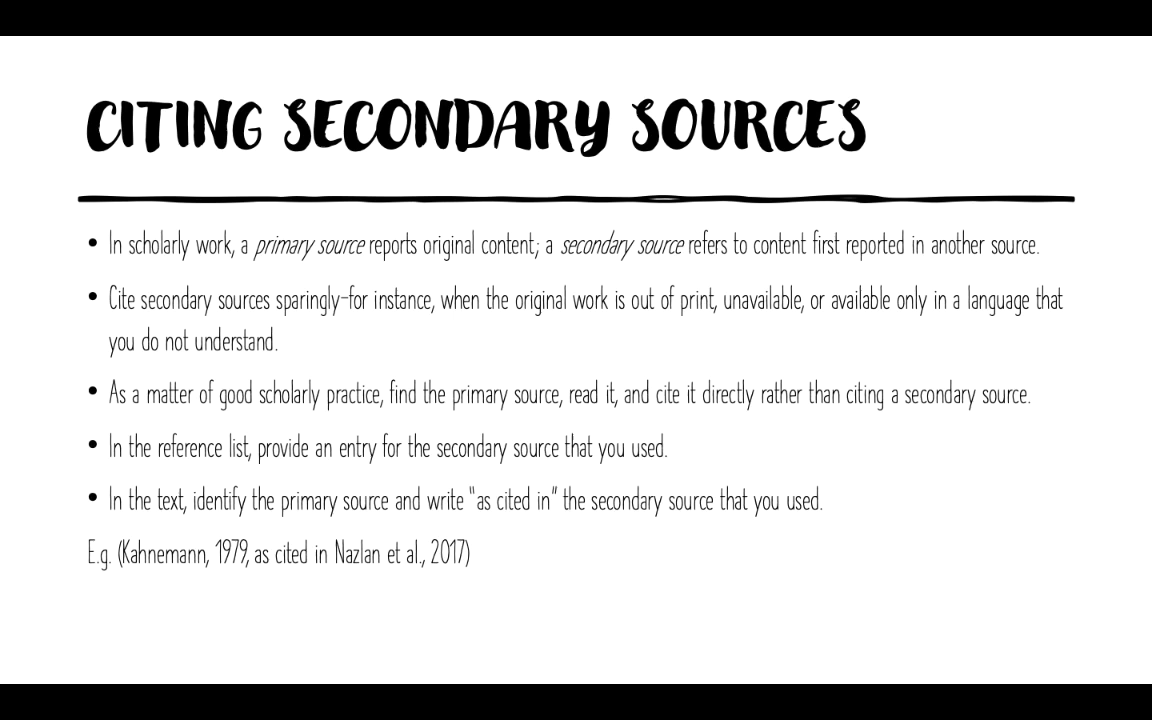 CITING SECONDARY SOURCES
• In scholarly work, a primary source reports original content; a secondary source refers to content first reported in another source.
• Cite secondary sources sparingly-for instance, when the original work is out of print, unavailable, or available only in a language that
you do not understand.
• As a matter of good scholarly practice, find the primary source, read it, and cite it directly rather than citing a secondary source.
• In the reference list, provide an entry for the secondary source that you used.
• In the text, identify the primary source and write "as cited in" the secondary source that you used.
E.g. (Kahnemann, 1979, as cited in Nazlan et al., 2017)